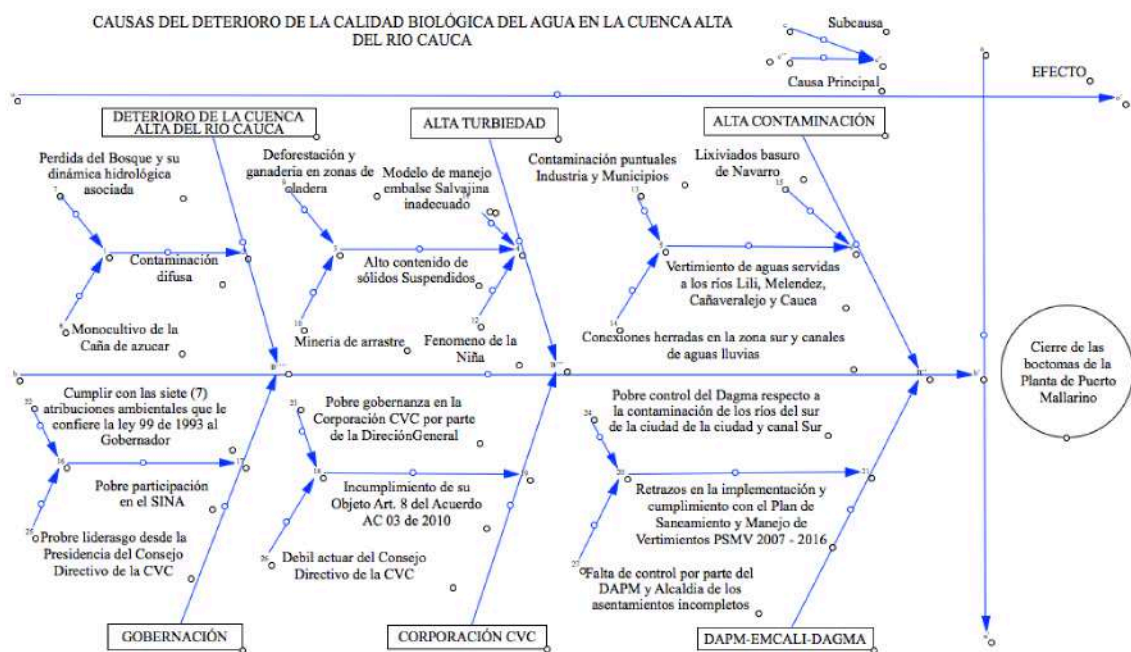 CAUSAS DEL DETERIORO DE LA CALIDAD BIOLÓGICA DEL AGUA EN LA CUENCA ALTA
DEL RIO CAUCA
Subcausa
Causa Principal
EFECTO
DETERIORO DE LA CUENCA
ALTA DEL RIO CAUCA
ALTA TURBIEDAD
ALTA CONTAMINACIÓN
Perdida del Bosque y su
dinámica hidrológica
asociada
Contaminación
difusa
Monocultivo de la
Caña de azucar
Deforestación y
ganaderia en zonas de
ladera
Modelo de manejo
embalse Salvajina
inadecuado
Alto contenido de
sólidos Suspendidos
Mineria de arrastre
Fenomeno de la
Niña
Contaminación puntuales
Industria y Municipios
Lixiviados basuro
de Navarro
Vertimiento de aguas servidas
a los ríos Lili, Melendez,
Cañaveralejo y Cauca
Conexiones herradas en la zona sur y canales
de aguas lluvias
Cierre de las
boctomas de la
Planta de Puerto
Mallarino
Cumplir con las siete (7)
atribuciones ambientales que le
confiere la ley 99 de 1993 al
Gobernador
Pobre participación
en el SINA
Probre liderasgo desde la
Presidencia del Consejo
Directivo de la CVC
Pobre gobernanza en la
Corporación CVC por parte
de la DireciónGeneral
Incumplimiento de su
Objeto Art. 8 del Acuerdo
AC 03 de 2010
Debil actuar del Consejo
Directivo de la CVC
Pobre control del Dagma respecto a
la contaminación de los ríos del sur
de la ciudad de la ciudad y canal Sur
Retrazos en la implementación y
cumplimiento con el Plan de
Saneamiento y Manejo de
Vertimientos PSMV 2007 - 2016
Falta de control por parte del
DAPM y Alcaldía de los
asentamientos incompletos
GOBERNACIÓN
CORPORACIÓN CVC
DAPM-EMCALI-DAGMA